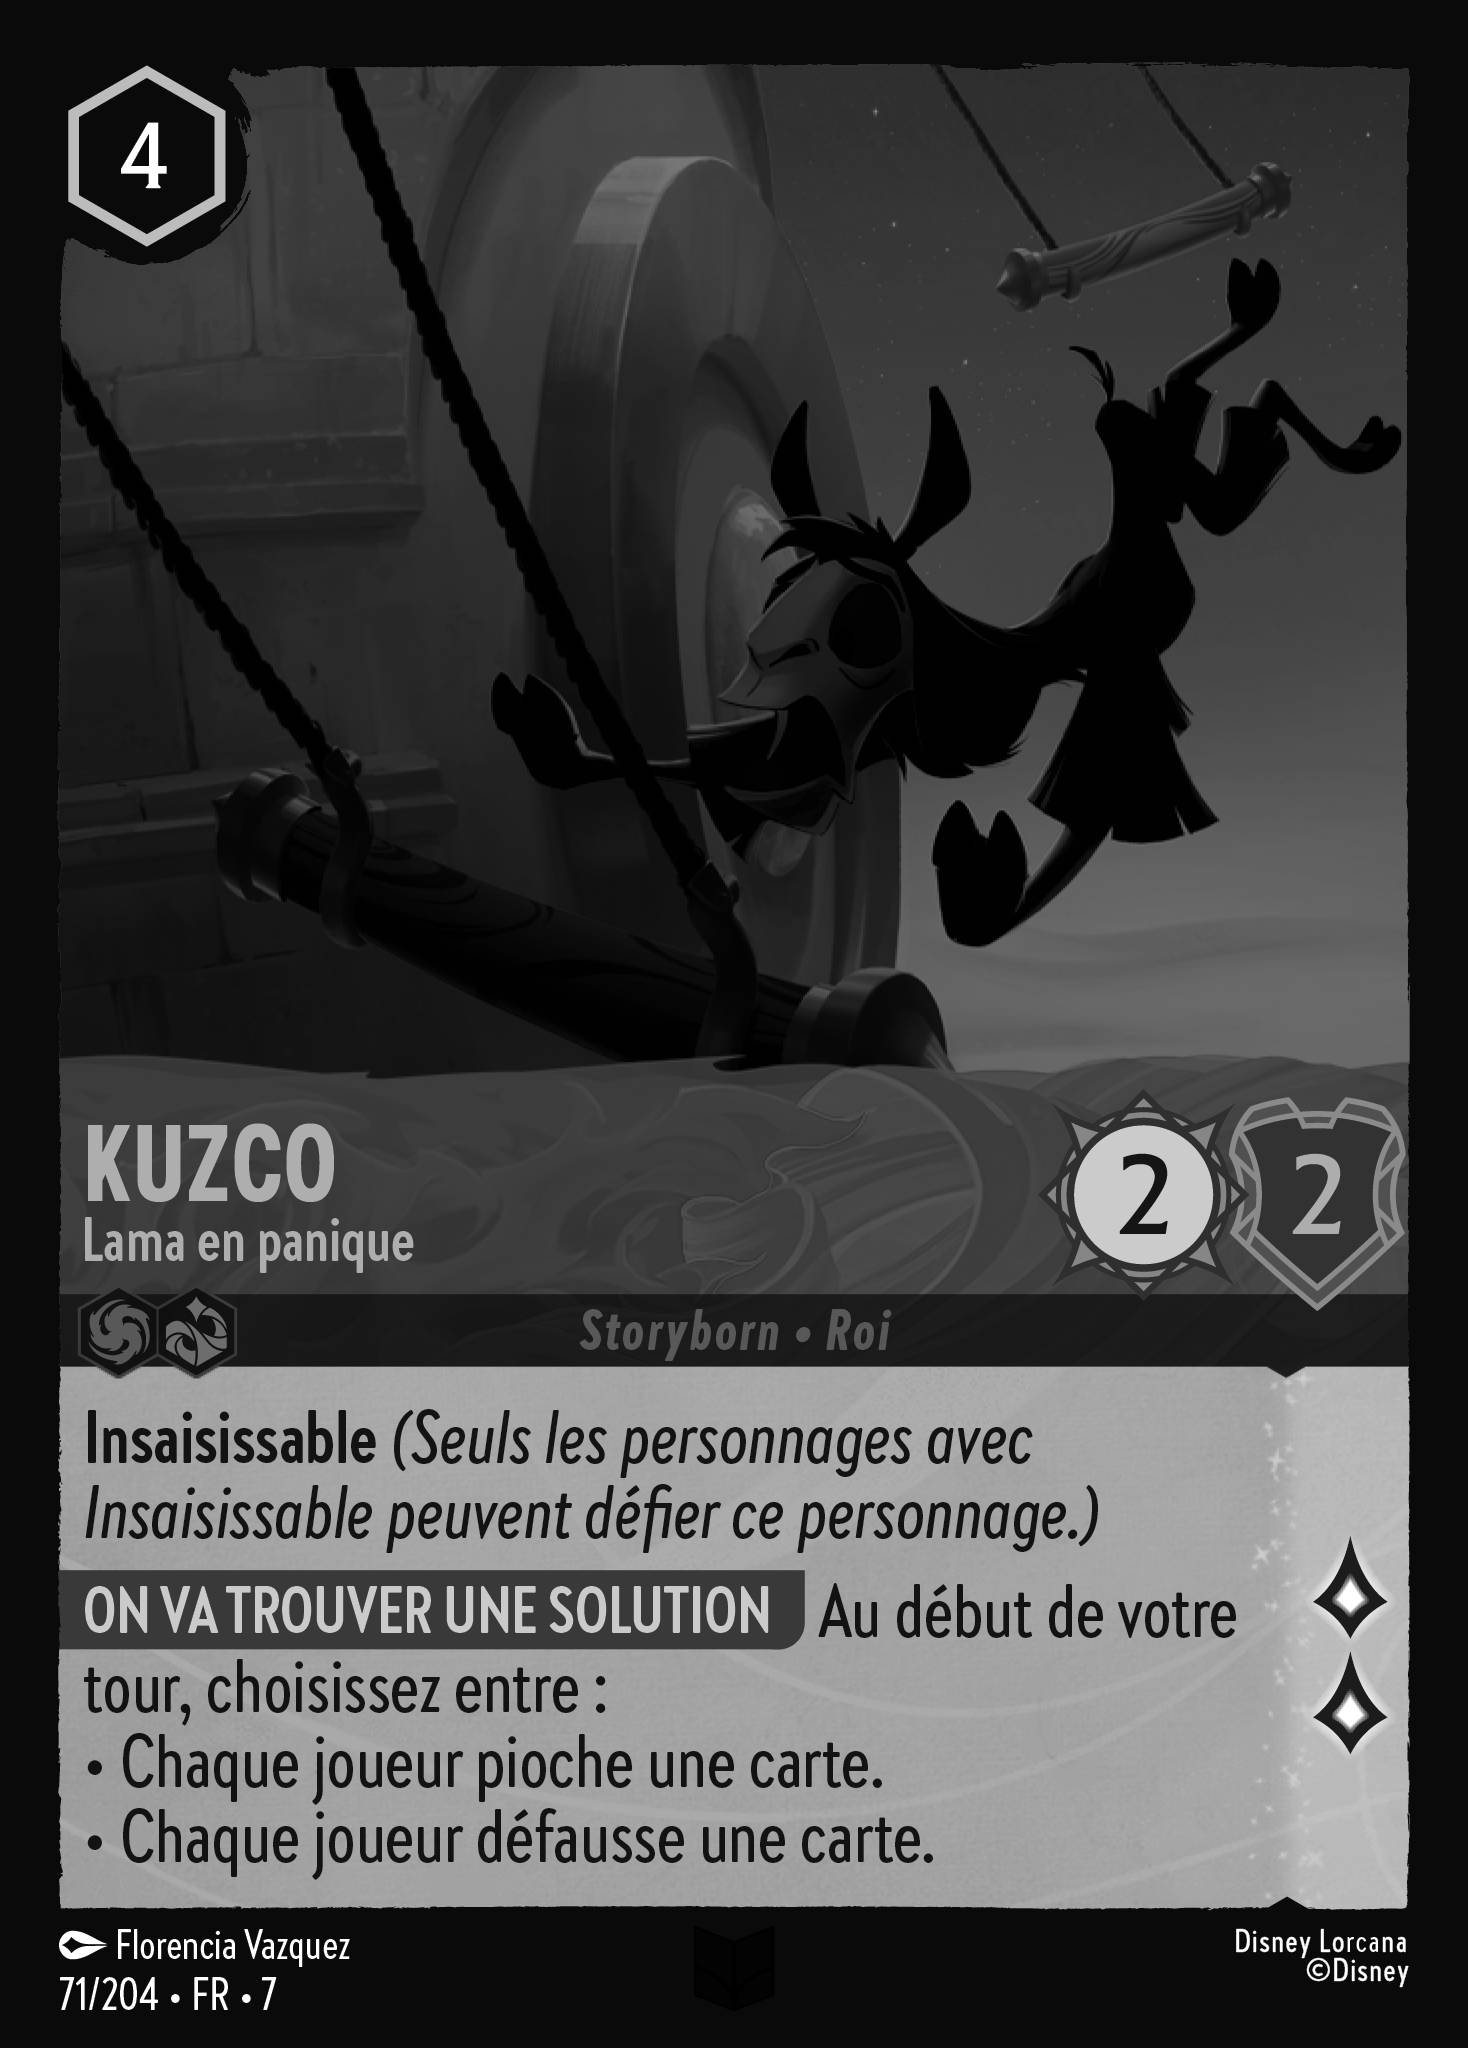 4
KUZCO
Lama en panique
2
2
Storyborn • Roi
Insaisissable (Seuls les personnages avec
Insaisissable peuvent défier ce personnage.)
ON VA TROUVER UNE SOLUTION Au début de votre
tour, choisissez entre :
• Chaque joueur pioche une carte.
• Chaque joueur défausse une carte.
Florencia Vazquez
71/204 • FR • 7
Disney Lorcana
©Disney